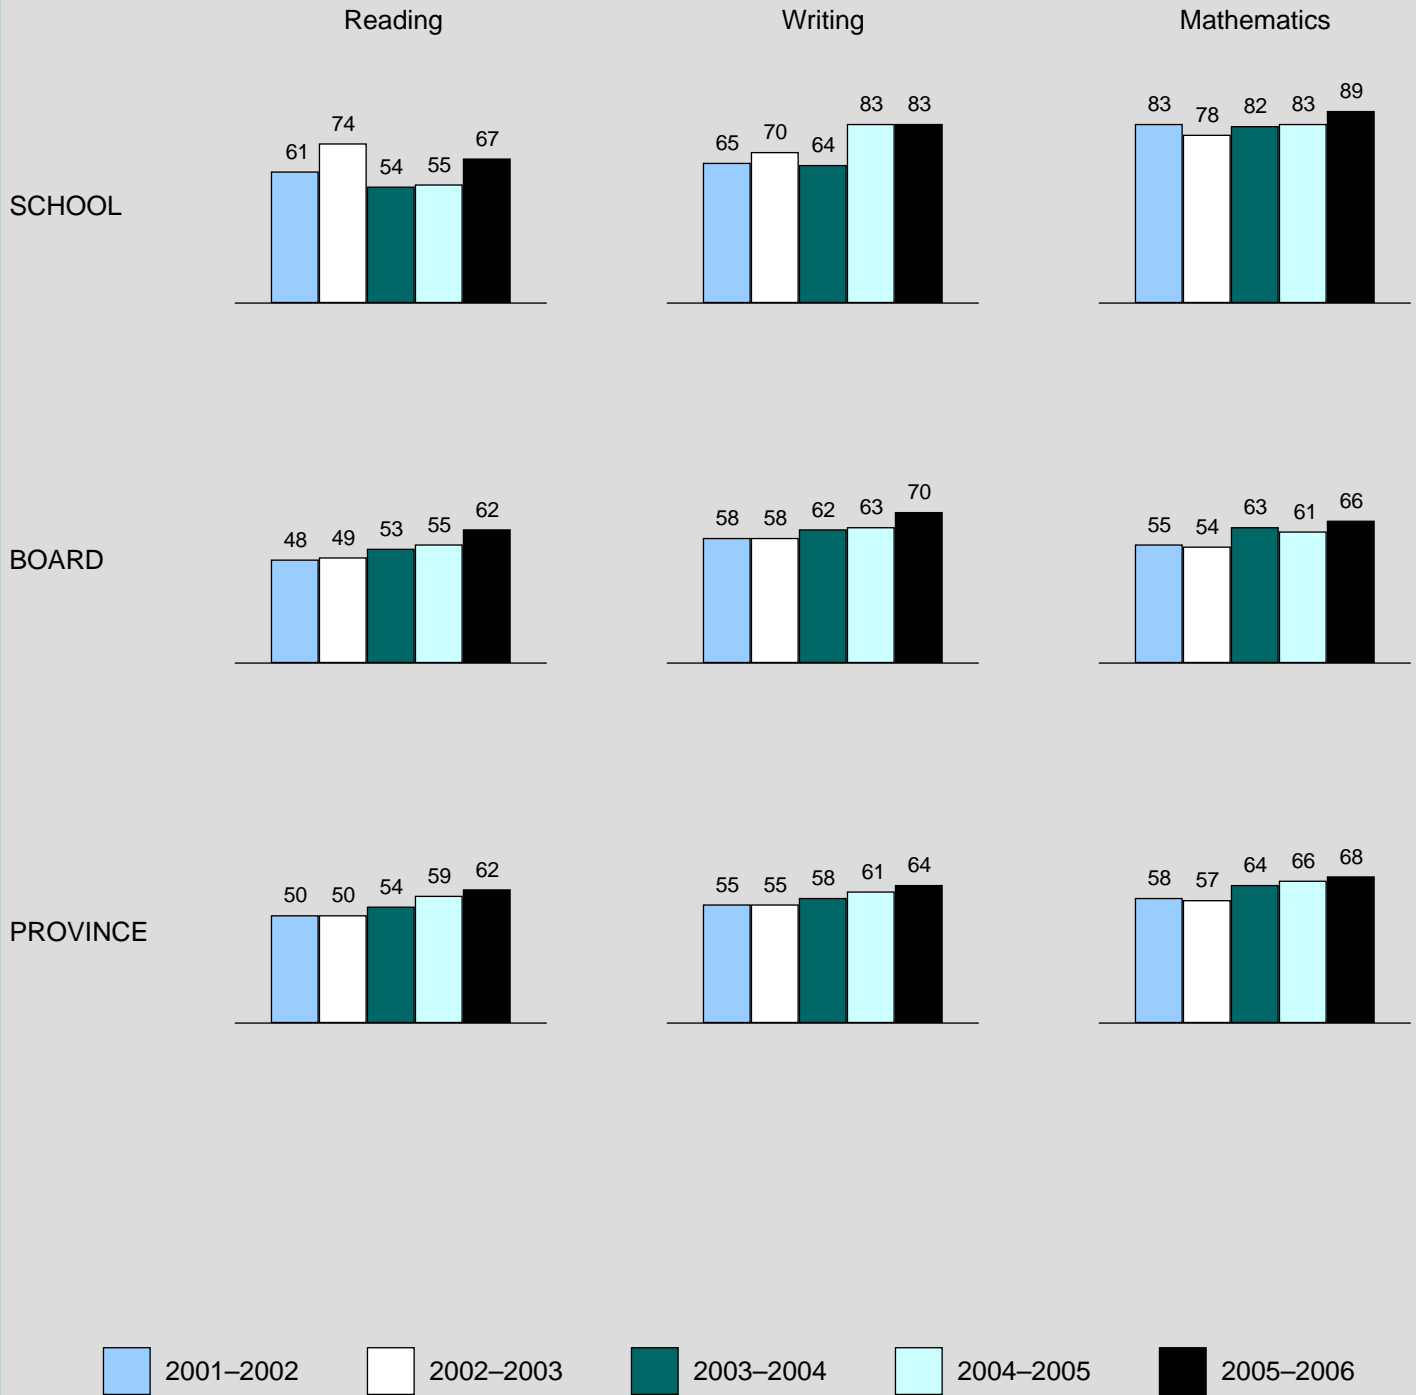 Reading Writing Mathematics
SCHOOL
61 74 54 55 67
65 70 64 83 83
83 78 82 83 89
BOARD
48 49 53 55 62
58 58 62 63 70
55 54 63 61 66
PROVINCE
50 50 54 59 62
55 55 58 61 64
58 57 64 66 68
2001–2002 2002–2003 2003–2004 2004–2005 2005–2006